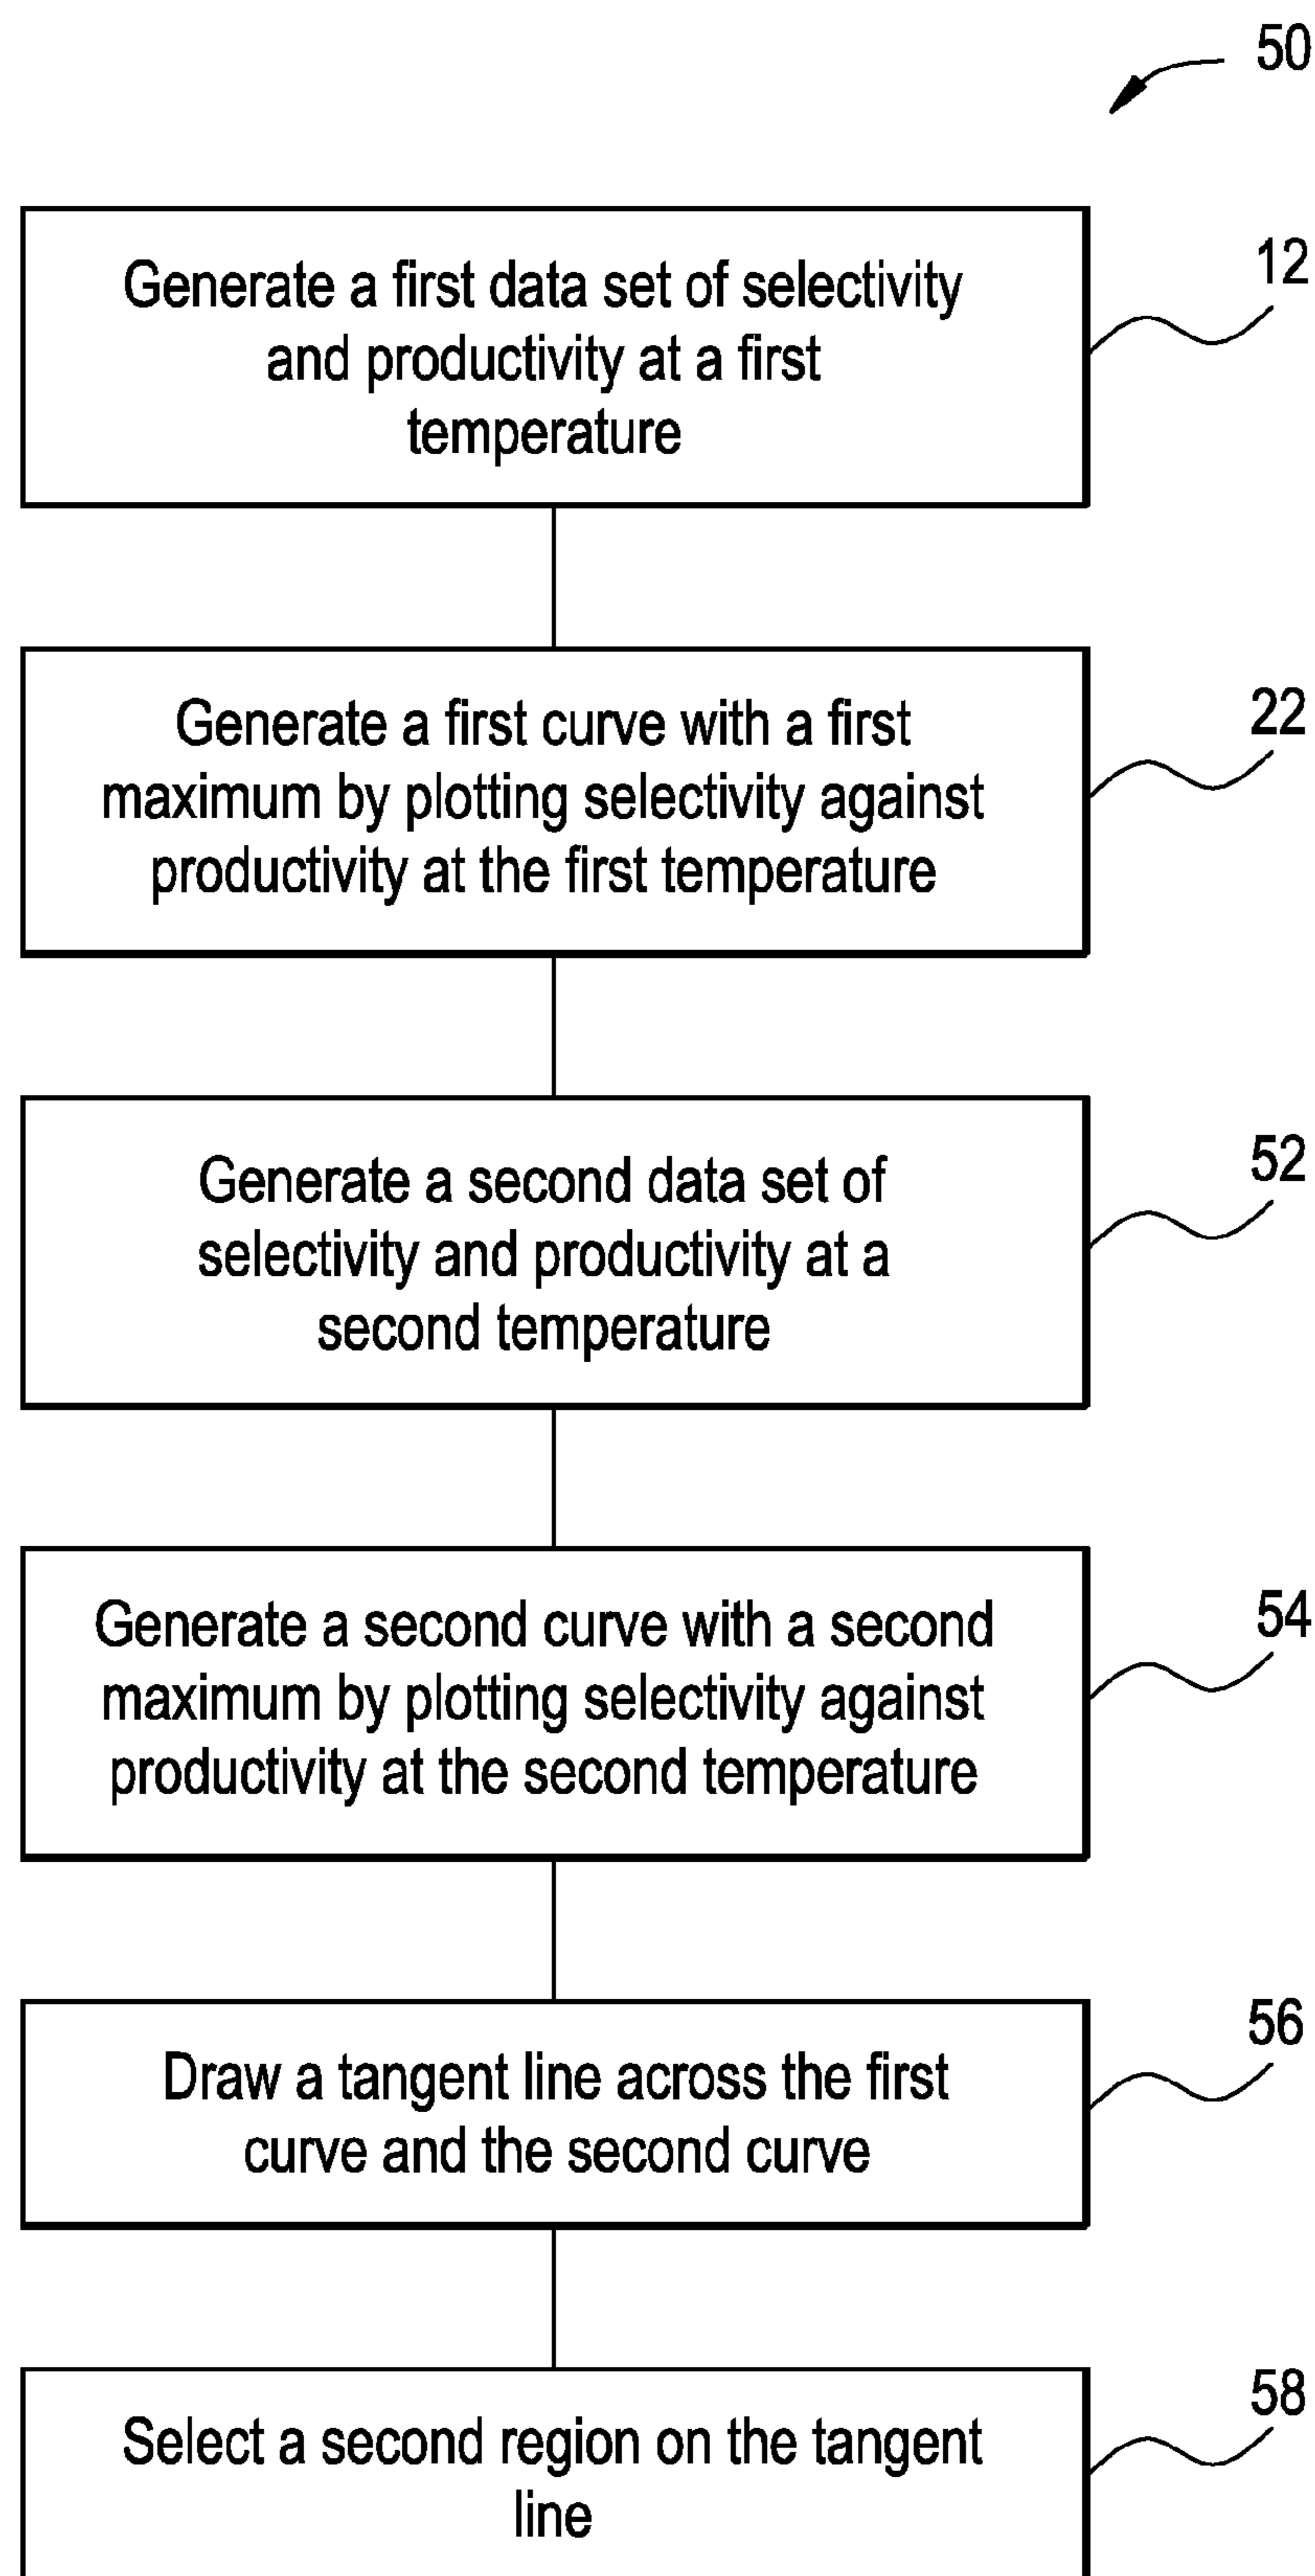 50
Generate a first data set of selectivity
and productivity at a first
temperature
12
Generate a first curve with a first
maximum by plotting selectivity against
productivity at the first temperature
22
Generate a second data set of
selectivity and productivity at a
second temperature
52
Generate a second curve with a second
maximum by plotting selectivity against
productivity at the second temperature
54
Draw a tangent line across the first
curve and the second curve
56
Select a second region on the tangent
line
58